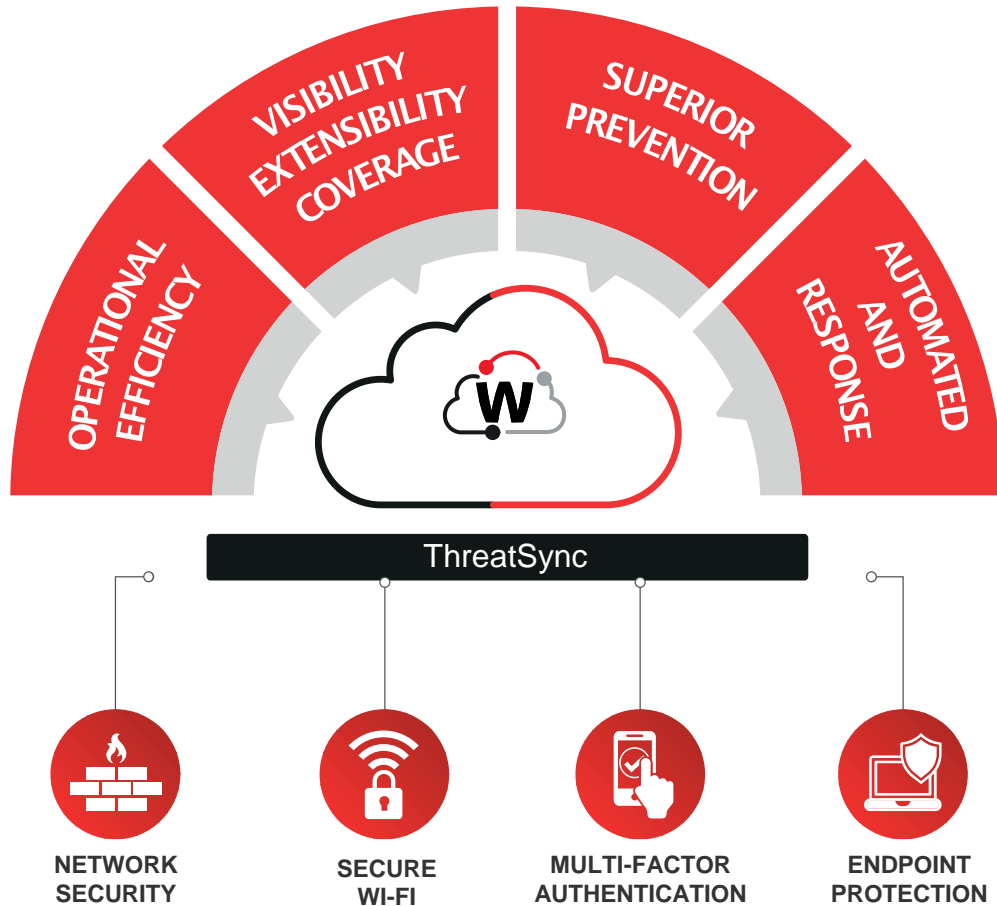 OPERATIONAL
EFFICIENCY
VISIBILITY
EXTENSIBILITY
COVERAGE
SUPERIOR
PREVENTION
AUTOMATED
AND
RESPONSE
W
ThreatSync
NETWORK
SECURITY
SECURE
WI-FI
MULTI-FACTOR
AUTHENTICATION
ENDPOINT
PROTECTION